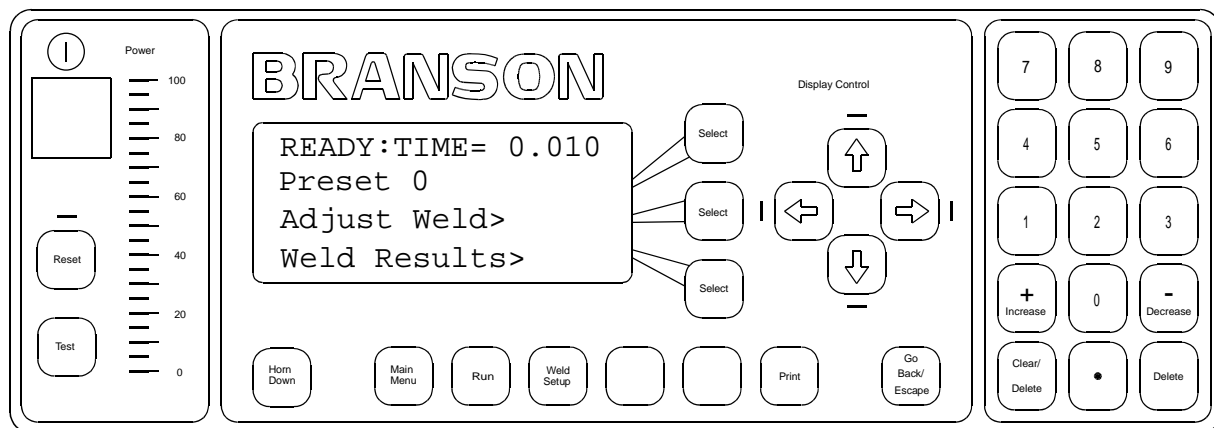 Power
100
80
60
40
20
0
Reset
Test
BRANSON
READY:TIME= 0.010
Preset 0
Adjust Weld>
Weld Results>
Select
Select
Select
Display Control
Horn
Down
Main
Menu
Run
Weld
Setup
Print
Go
Back/
Escape
7 8 9
4 5 6
1 2 3
+
Increase
0
-
Decrease
Clear/
Delete
•
Delete